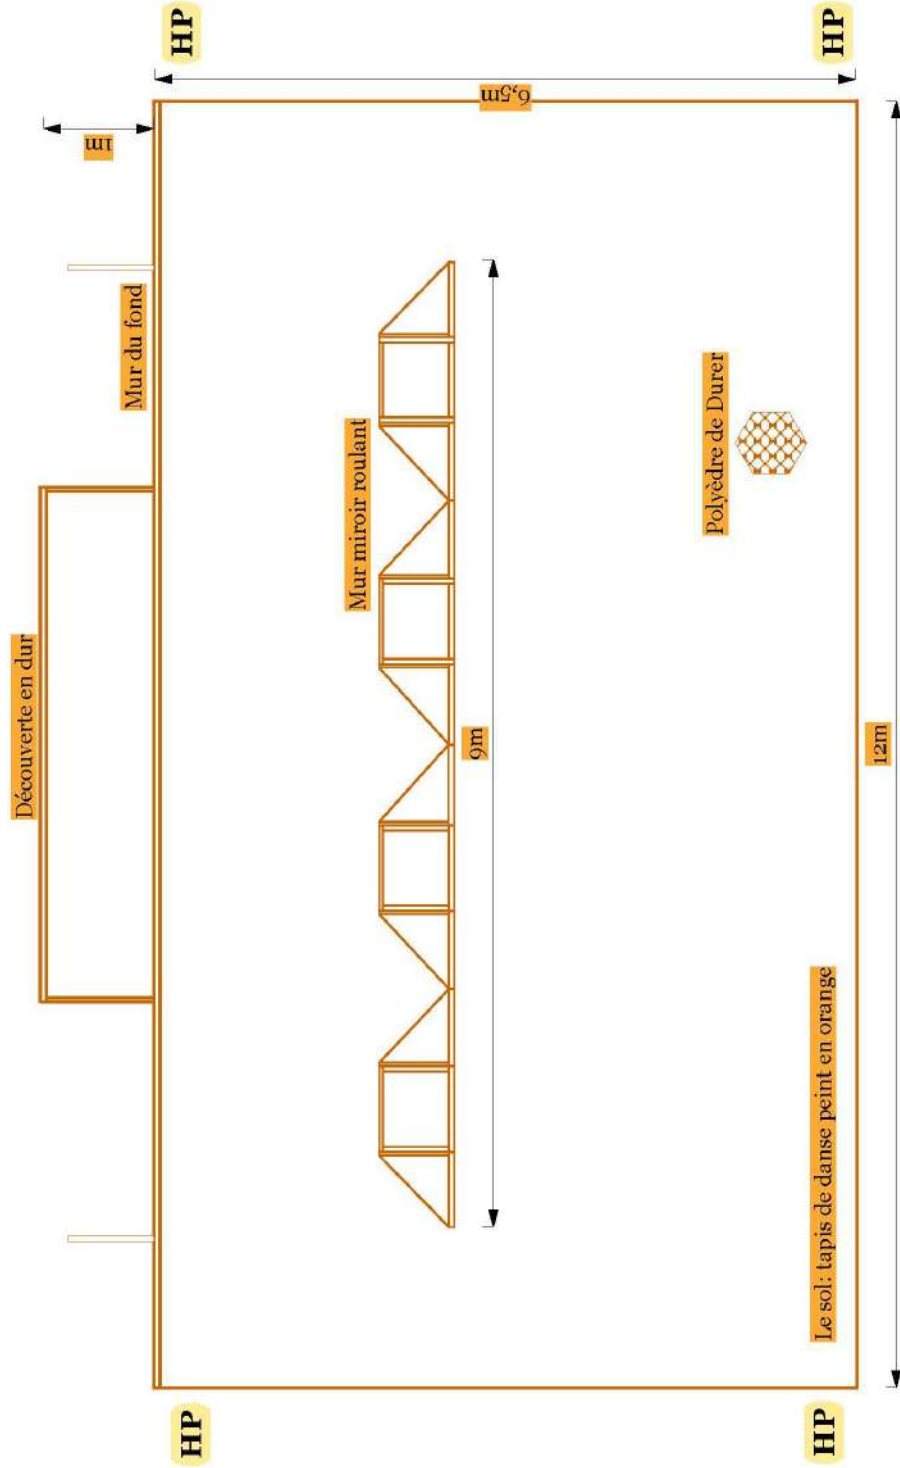 Découverte en dur
1m
Mur du fond
HP
HP
Mur miroir roulant
9m
6,5m
Polyèdre de Durer
Le sol: tapis de danse peint en orange
HP
HP
12m